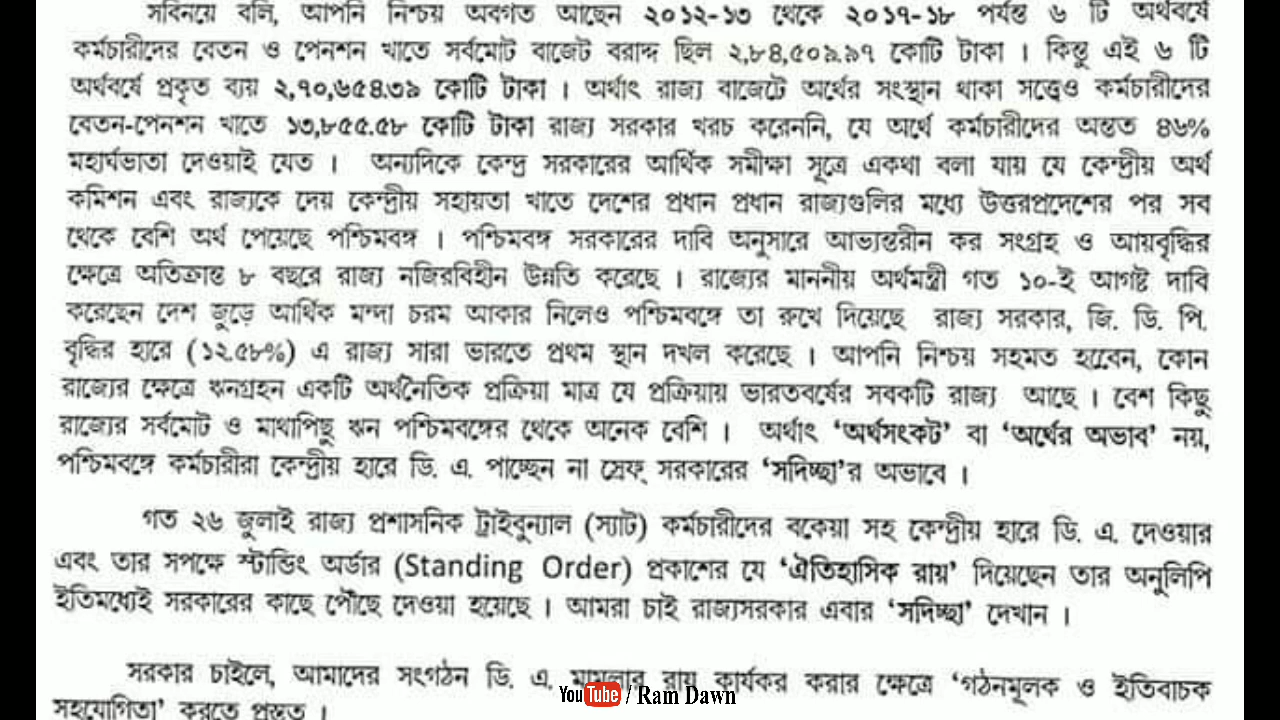 সবিনয়ে বলি, আপনি নিশ্চয় অবগত আছেন ২০১২-১৩ থেকে ২০১৭-১৮ পর্যন্ত ৬ টি অর্থবর্ষে
কর্মচারীদের বেতন ও পেনশন খাতে সর্বমোট বাজেট বরাদ্দ ছিল ২,৮৪,৫০৯.৯৭ কোটি টাকা । কিন্তু এই ৬ টি
অর্থবর্ষে প্রকৃত ব্যয় ২,৭০,৬৫৪.৩৯ কোটি টাকা । অর্থাৎ রাজ্য বাজেটে অর্থের সংস্থান থাকা সত্ত্বেও কর্মচারীদের
বেতন-পেনশন খাতে ১৩,৮৫৫.৫৮ কোটি টাকা রাজ্য সরকার খরচ করেননি, যে অর্থে কর্মচারীদের অন্তত ৪৬%
মহার্ঘভাতা দেওয়াই যেত । অন্যদিকে কেন্দ্র সরকারের আর্থিক সমীক্ষা সূত্রে একথা বলা যায় যে কেন্দ্রীয় অর্থ
কমিশন এবং রাজ্যকে দেয় কেন্দ্রীয় সহায়তা খাতে দেশের প্রধান প্রধান রাজ্যগুলির মধ্যে উত্তরপ্রদেশের পর সব
থেকে বেশি অর্থ পেয়েছে পশ্চিমবঙ্গ । পশ্চিমবঙ্গ সরকারের দাবি অনুসারে আভ্যন্তরীন কর সংগ্রহ ও আয়বৃদ্ধির
ক্ষেত্রে অতিক্রান্ত ৮ বছরে রাজ্য নজিরবিহীন উন্নতি করেছে । রাজ্যের মাননীয় অর্থমন্ত্রী গত ১০-ই আগষ্ট দাবি
করেছেন দেশ জুড়ে আর্থিক মন্দা চরম আকার নিলেও পশ্চিমবঙ্গে তা রুখে দিয়েছে রাজ্য সরকার, জি. ডি. পি.
বৃদ্ধির হারে (১২.৫৮%) এ রাজ্য সারা ভারতে প্রথম স্থান দখল করেছে । আপনি নিশ্চয় সহমত হবেন, কোন
রাজ্যের ক্ষেত্রে ঋনগ্রহন একটি অর্থনৈতিক প্রক্রিয়া মাত্র যে প্রক্রিয়ায় ভারতবর্ষের সবকটি রাজ্য আছে । বেশ কিছু
রাজ্যের সর্বমোট ও মাথাপিছু ঋন পশ্চিমবঙ্গের থেকে অনেক বেশি । অর্থাৎ ‘অর্থসংকট’ বা ‘অর্থের অভাব’ নয়,
পশ্চিমবঙ্গে কর্মচারীরা কেন্দ্রীয় হারে ডি. এ. পাচ্ছেন না স্রেফ্ সরকারের ‘সদিচ্ছা’র অভাবে ।
গত ২৬ জুলাই রাজ্য প্রশাসনিক ট্রাইবুন্যাল (স্যাট) কর্মচারীদের বকেয়া সহ কেন্দ্রীয় হারে ডি. এ. দেওয়ার
এবং তার সপক্ষে স্টান্ডিং অর্ডার (Standing Order) প্রকাশের যে ‘ঐতিহাসিক রায়’ দিয়েছেন তার অনুলিপি
ইতিমধ্যেই সরকারের কাছে পৌঁছে দেওয়া হয়েছে । আমরা চাই রাজ্যসরকার এবার ‘সদিচ্ছা’ দেখান ।
সরকার চাইলে, আমাদের সংগঠন ডি. এ. মামলার রায় কার্যকর করার ক্ষেত্রে ‘গঠনমূলক ও ইতিবাচক
সহযোগিতা’ করতে প্রস্তুত ।
YouTube / Ram Dawn